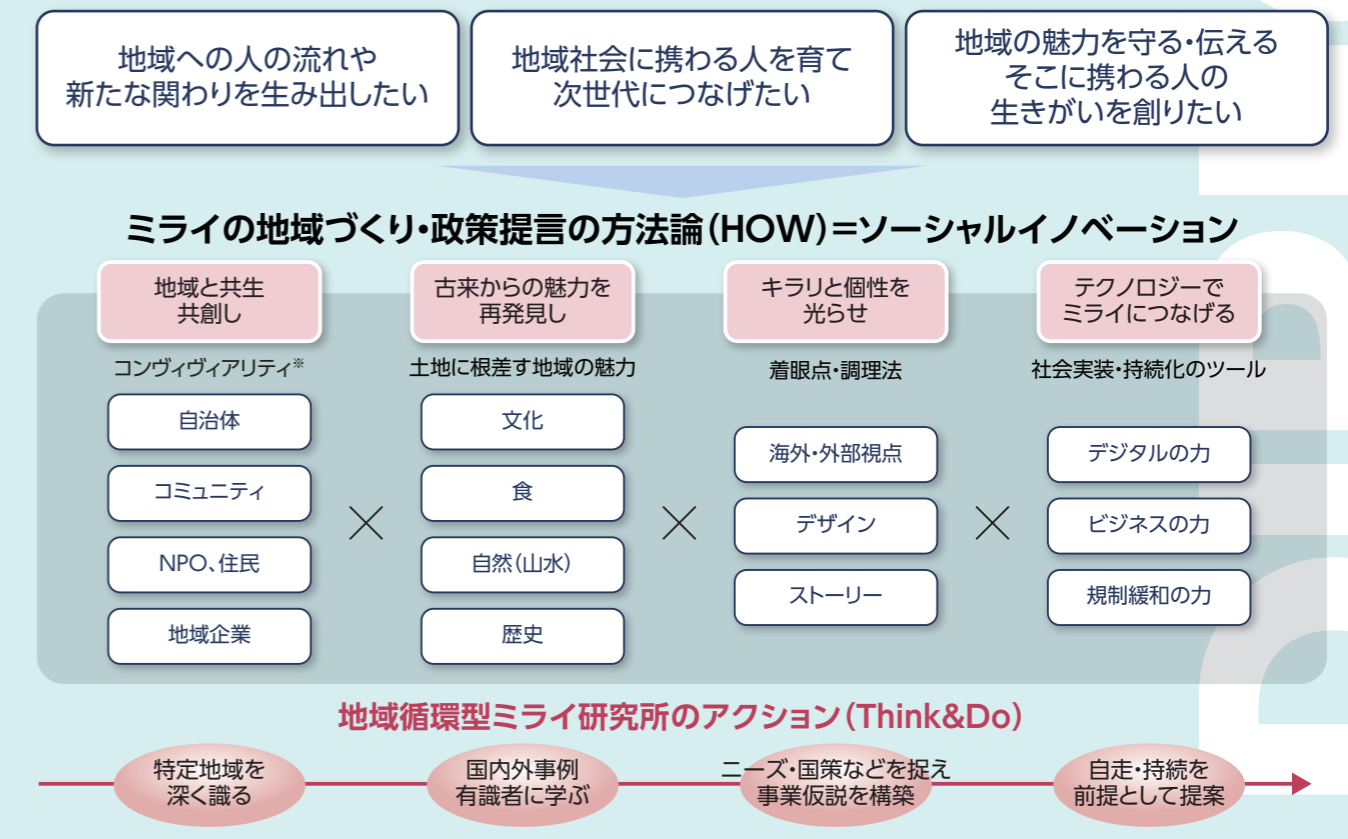 地域への人の流れや
新たな関わりを生み出したい
地域社会に携わる人を育て
次世代につなげたい
地域の魅力を守る・伝える
そこに携わる人の
生きがいを創りたい
ミライの地域づくり・政策提言の方法論(HOW)=ソーシャルイノベーション
地域と共生
共創し
コンヴィヴィアリティ※
自治体
コミュニティ
NPO、住民
地域企業
×
古来からの魅力を
再発見し
土地に根差す地域の魅力
文化
食
自然(山水)
歴史
×
キラリと個性を
光らせ
着眼点・調理法
海外・外部視点
デザイン
ストーリー
×
テクノロジーで
ミライにつなげる
社会実装・持続化のツール
デジタルの力
ビジネスの力
規制緩和の力
地域循環型ミライ研究所のアクション(Think&Do)
特定地域を
深く識る
国内外事例
有識者に学ぶ
ニーズ・国策などを捉え
事業仮説を構築
自走・持続を
前提として提案